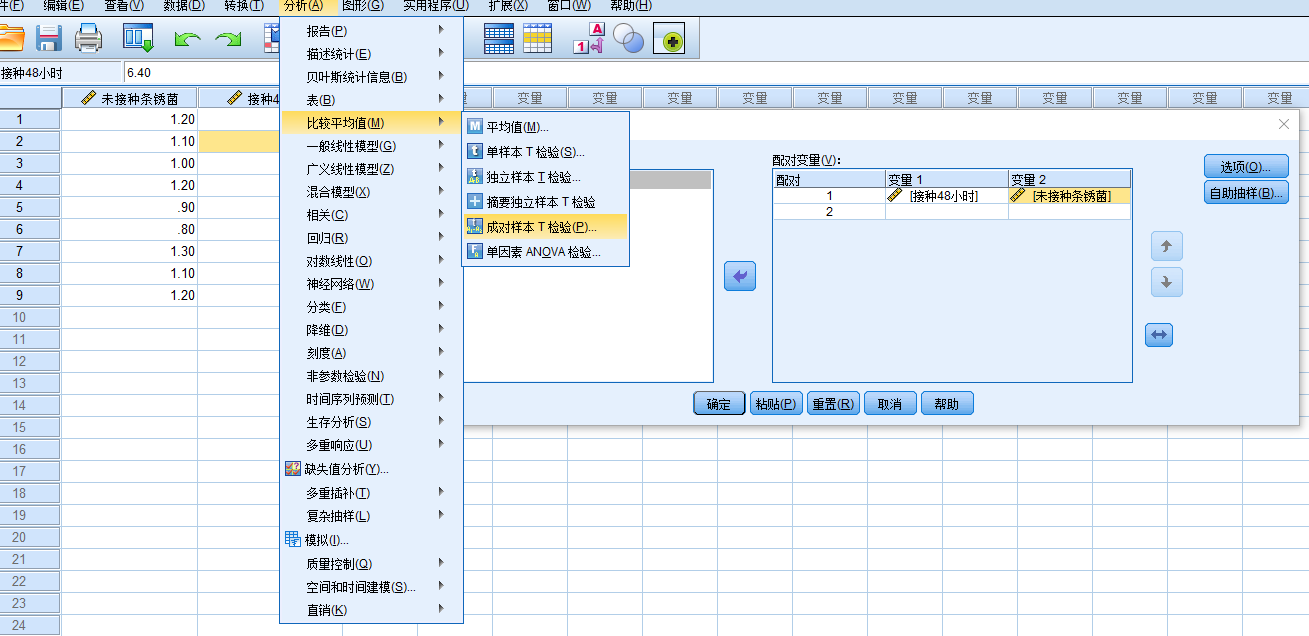 件(F) 编辑(E) 查看(V) 数据(D) 转换(T) 分析(A) 图形(G) 实用程序(U) 扩展(X) 窗口(W) 帮助(H)
接种48小时 6.40
未接种条锈菌 接种4 变量 变量 变量 变量 变量 变量 变量 变量 变量 变量 变量
1 1.20
2 1.10
3 1.00
4 1.20
5 .90
6 .80
7 1.30
8 1.10
9 1.20
10
11
12
13
14
15
16
17
18
19
20
21
22
23
24
报告(P)
描述统计(E)
贝叶斯统计信息(B)
表(B)
比较平均值(M)
一般线性模型(G)
广义线性模型(Z)
混合模型(X)
相关(C)
回归(R)
对数线性(O)
神经网络(W)
分类(F)
降维(D)
刻度(A)
非参数检验(N)
时间序列预测(T)
生存分析(S)
多重响应(U)
缺失值分析(Y)...
多重插补(T)
复杂抽样(L)
模拟(I)...
质量控制(Q)
空间和时间建模(S)...
直销(K)
平均值(M)...
单样本 T 检验(S)...
独立样本 T 检验...
摘要独立样本 T 检验
成对样本 T 检验(P)...
单因素 ANOVA 检验...
配对变量(V):
配对 变量 1 变量 2
1 [接种48小时] [未接种条锈菌]
2
选项(O)...
自助抽样(B)...
确定 粘贴(P) 重置(R) 取消 帮助